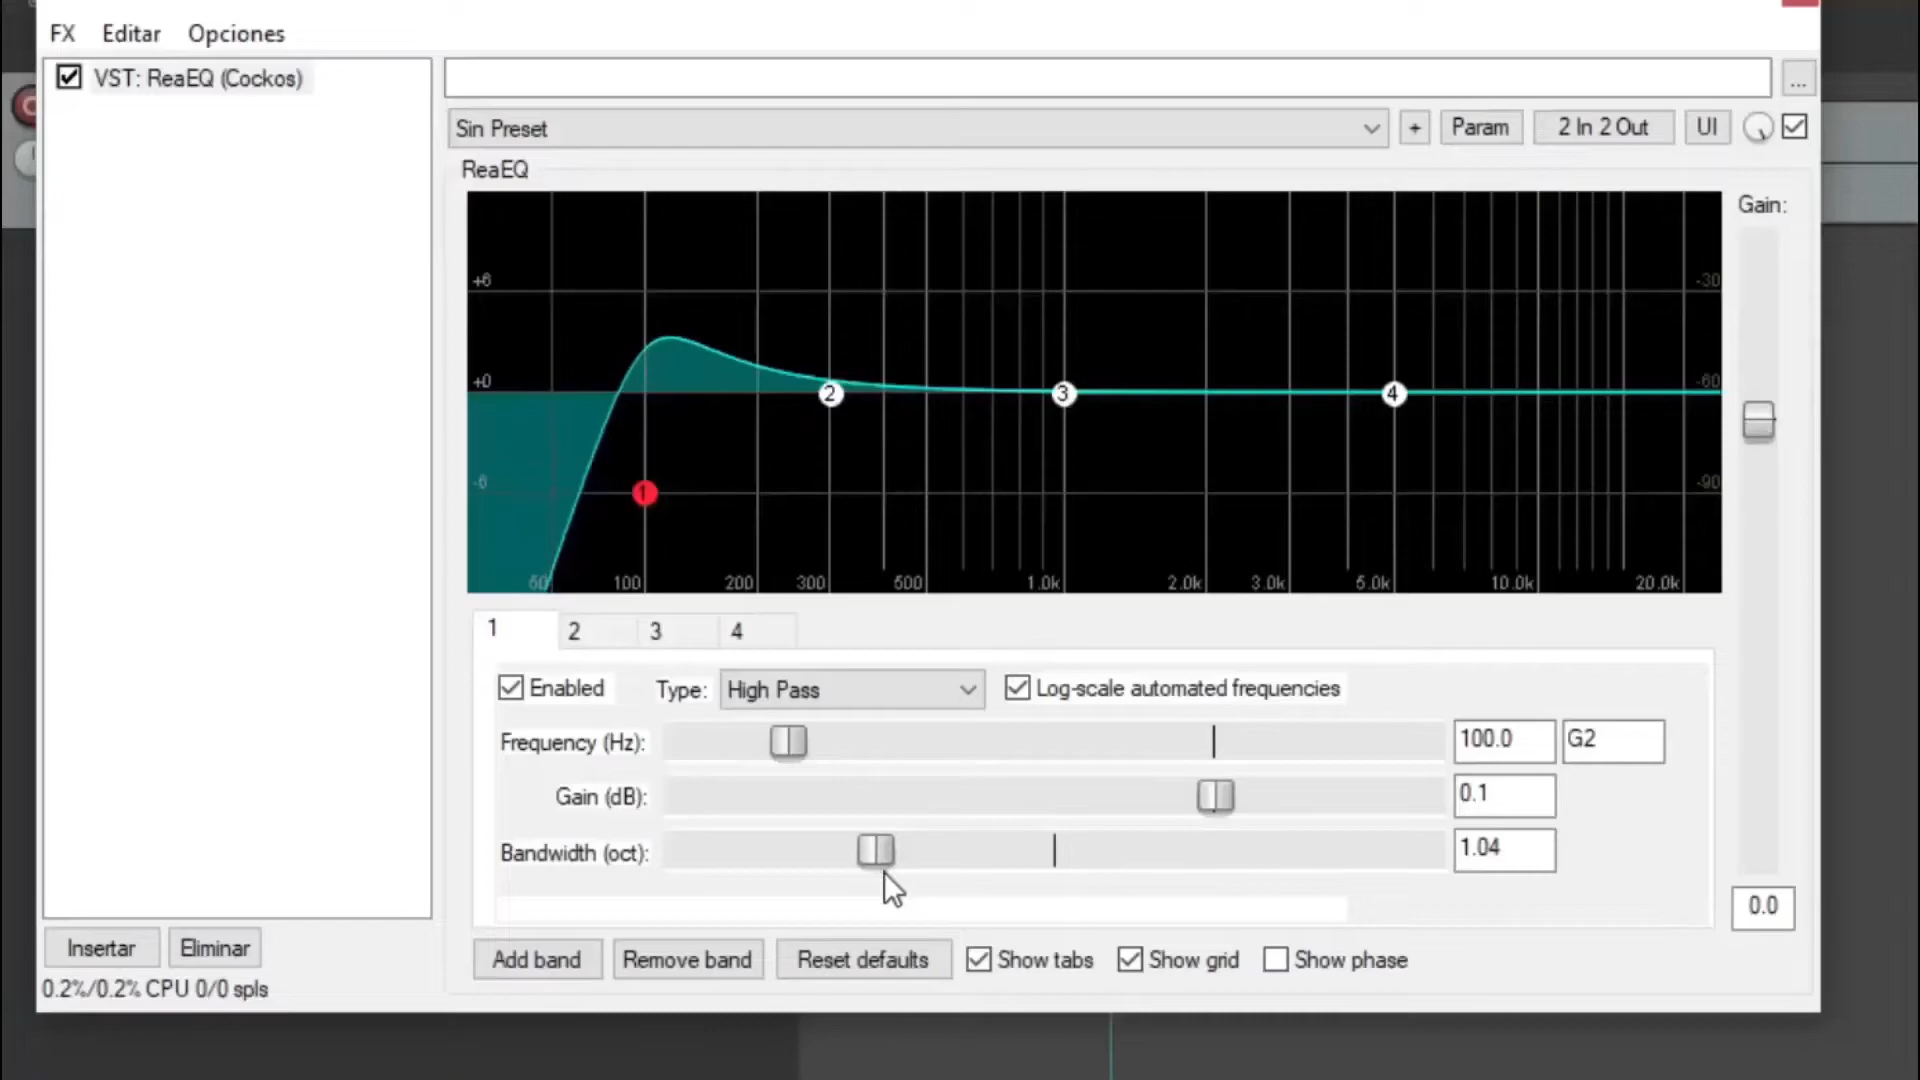 FX Editar Opciones
VST: ReaEQ (Cockos)
...
Sin Preset + Param 2 In 2 Out UI
ReaEQ
Gain:
+6 -30
+0 -60
-6 -90
2 3 4
1
50 100 200 300 500 1.0k 2.0k 3.0k 5.0k 10.0k 20.0k
1 2 3 4
Enabled Type: High Pass Log-scale automated frequencies
Frequency (Hz): 100.0 G2
Gain (dB): 0.1
Bandwidth (oct): 1.04
0.0
Insertar Eliminar Add band Remove band Reset defaults Show tabs Show grid Show phase
0.2%/0.2% CPU 0/0 spls